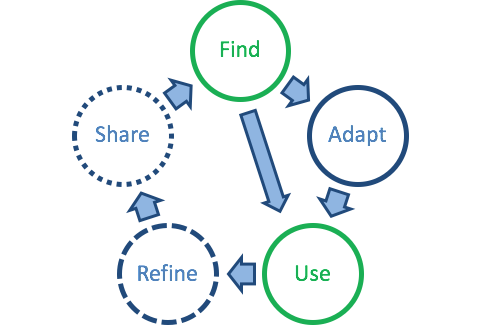 Find
Adapt
Use
Refine
Share